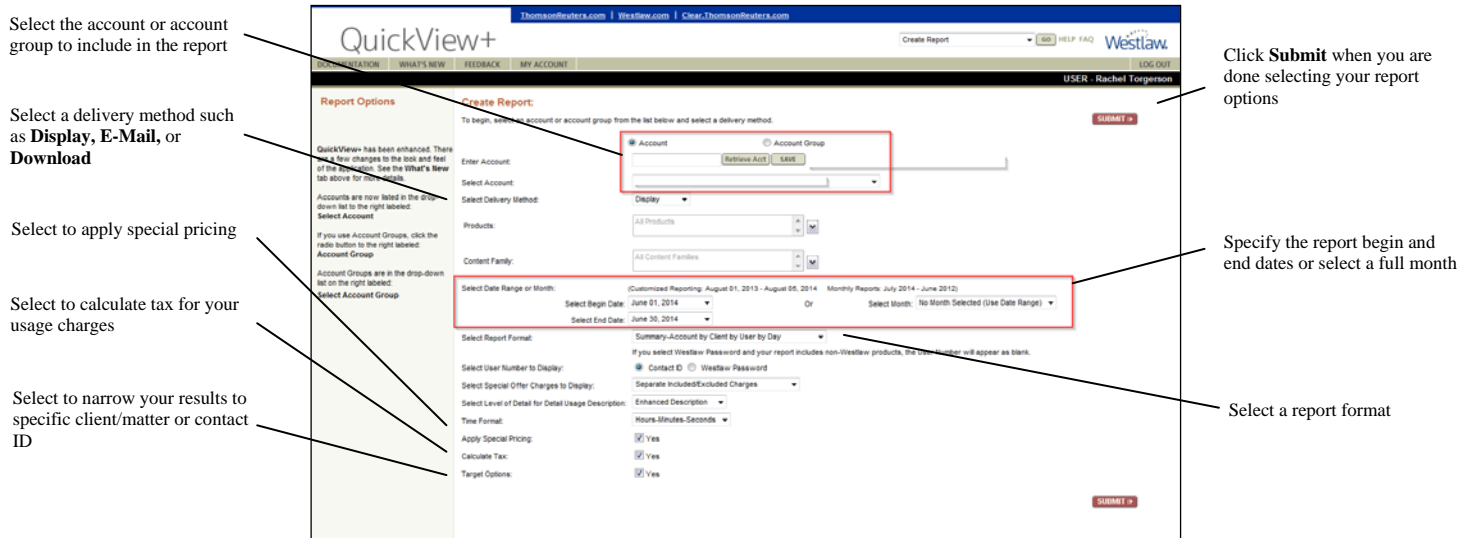 Select the account or account
group to include in the report
Select a delivery method such
as Display, E-Mail, or
Download
Select to apply special pricing
Select to calculate tax for your
usage charges
Select to narrow your results to
specific client/matter or contact
ID
ThomsonReuters.com | Westlaw.com | Clear.ThomsonReuters.com
QuickView+
Create Report GO HELP FAQ Westlaw.
DOCUMENTATION WHAT'S NEW FEEDBACK MY ACCOUNT LOG OUT
USER - Rachel Torgerson
Report Options
QuickView+ has been enhanced. There
are a few changes to the look and feel
of the application. See the What's New
tab above for more details.
Accounts are now listed in the drop-
down list to the right labeled:
Select Account
If you use Account Groups, click the
radio button to the right labeled:
Account Group
Account Groups are in the drop-down
list on the right labeled:
Select Account Group
Create Report:
SUBMIT
To begin, select an account or account group from the list below and select a delivery method.
Account Account Group
Enter Account: Retrieve Acct SAVE
Select Account:
Select Delivery Method: Display
Products: All Products
Content Family: All Content Families
Select Date Range or Month: (Customized Reporting: August 01, 2013 - August 05, 2014 Monthly Reports: July 2014 - June 2012)
Select Begin Date: June 01, 2014 Or Select Month: No Month Selected (Use Date Range)
Select End Date: June 30, 2014
Select Report Format: Summary-Account by Client by User by Day
If you select Westlaw Password and your report includes non-Westlaw products, the User Number will appear as blank.
Select User Number to Display: Contact ID Westlaw Password
Select Special Offer Charges to Display: Separate Included/Excluded Charges
Select Level of Detail for Detail Usage Description: Enhanced Description
Time Format: Hours-Minutes-Seconds
Apply Special Pricing: Yes
Calculate Tax: Yes
Target Options: Yes
SUBMIT
Click Submit when you are
done selecting your report
options
Specify the report begin and
end dates or select a full month
Select a report format